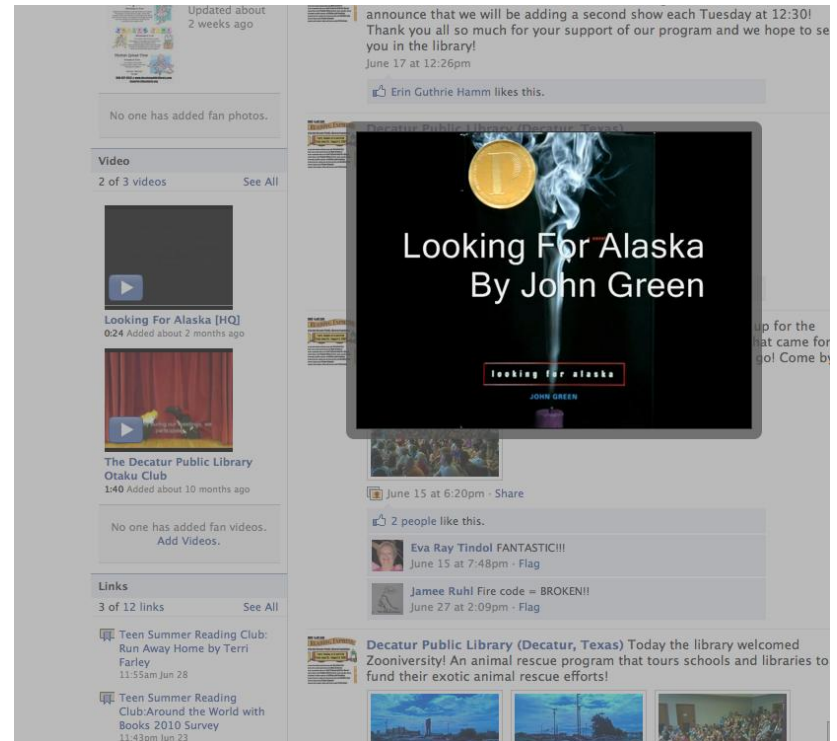 Updated about
2 weeks ago
No one has added fan photos.
Video
2 of 3 videos See All
Looking For Alaska [HQ]
0:24 Added about 2 months ago
The Decatur Public Library
Otaku Club
1:40 Added about 10 months ago
No one has added fan videos.
Add Videos.
Links
3 of 12 links See All
Teen Summer Reading Club:
Run Away Home by Terri
Farley
11:55am Jun 28
Teen Summer Reading
Club:Around the World with
Books 2010 Survey
11:43pm Jun 23
announce that we will be adding a second show each Tuesday at 12:30!
Thank you all so much for your support of our program and we hope to se
you in the library!
June 17 at 12:26pm
Erin Guthrie Hamm likes this.
Decatur Public Library (Decatur, Texas)
P
Looking For Alaska
By John Green
looking for alaska
JOHN GREEN
up for the
hat came for
go! Come by
June 15 at 6:20pm · Share
2 people like this.
Eva Ray Tindol FANTASTIC!!!
June 15 at 7:48pm · Flag
Jamee Ruhl Fire code = BROKEN!!
June 27 at 2:09pm · Flag
Decatur Public Library (Decatur, Texas) Today the library welcomed
Zooniversity! An animal rescue program that tours schools and libraries to
fund their exotic animal rescue efforts!